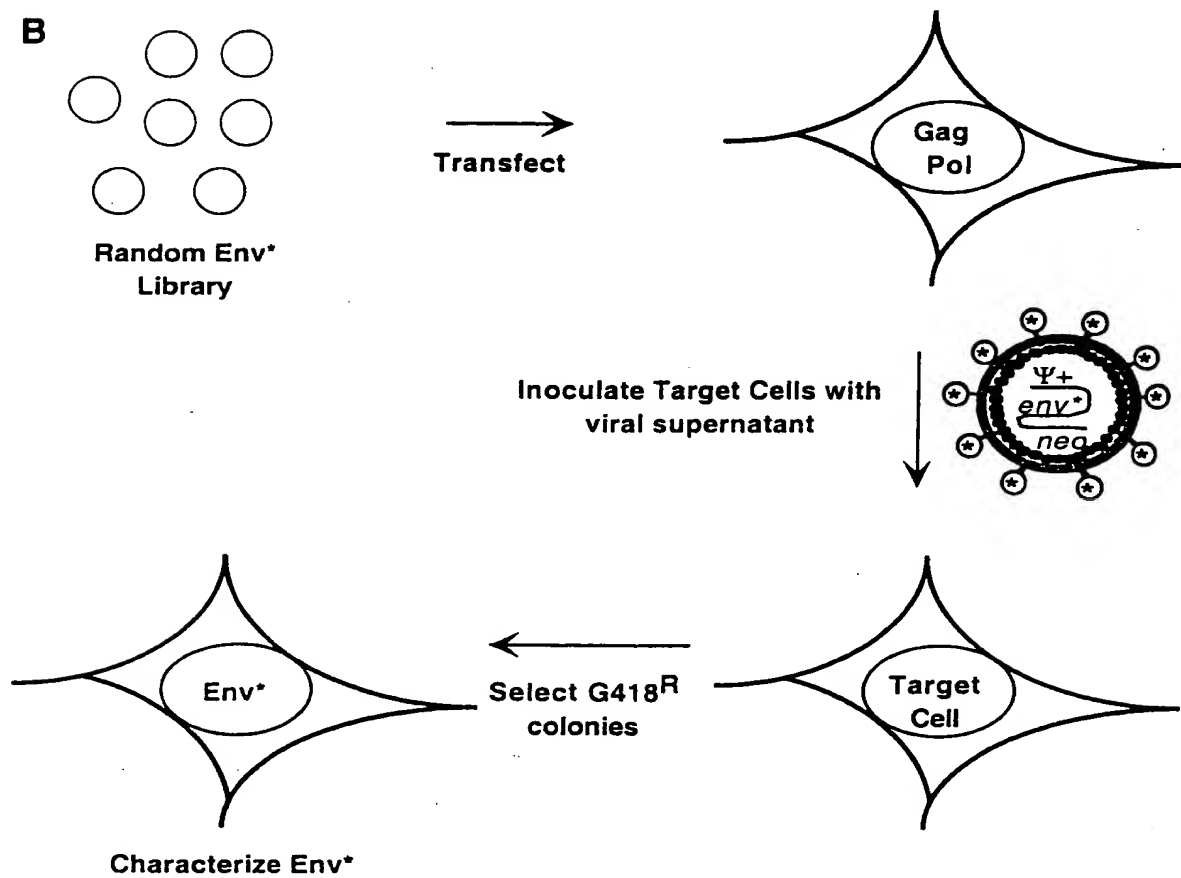 B
Transfect
Gag
Pol
Random Env*
Library
Inoculate Target Cells with
viral supernatant
*
*
*
*
*
*
*
*
*
*
Ψ+
env*
neo
Env*
Select G418R
colonies
Target
Cell
Characterize Env*